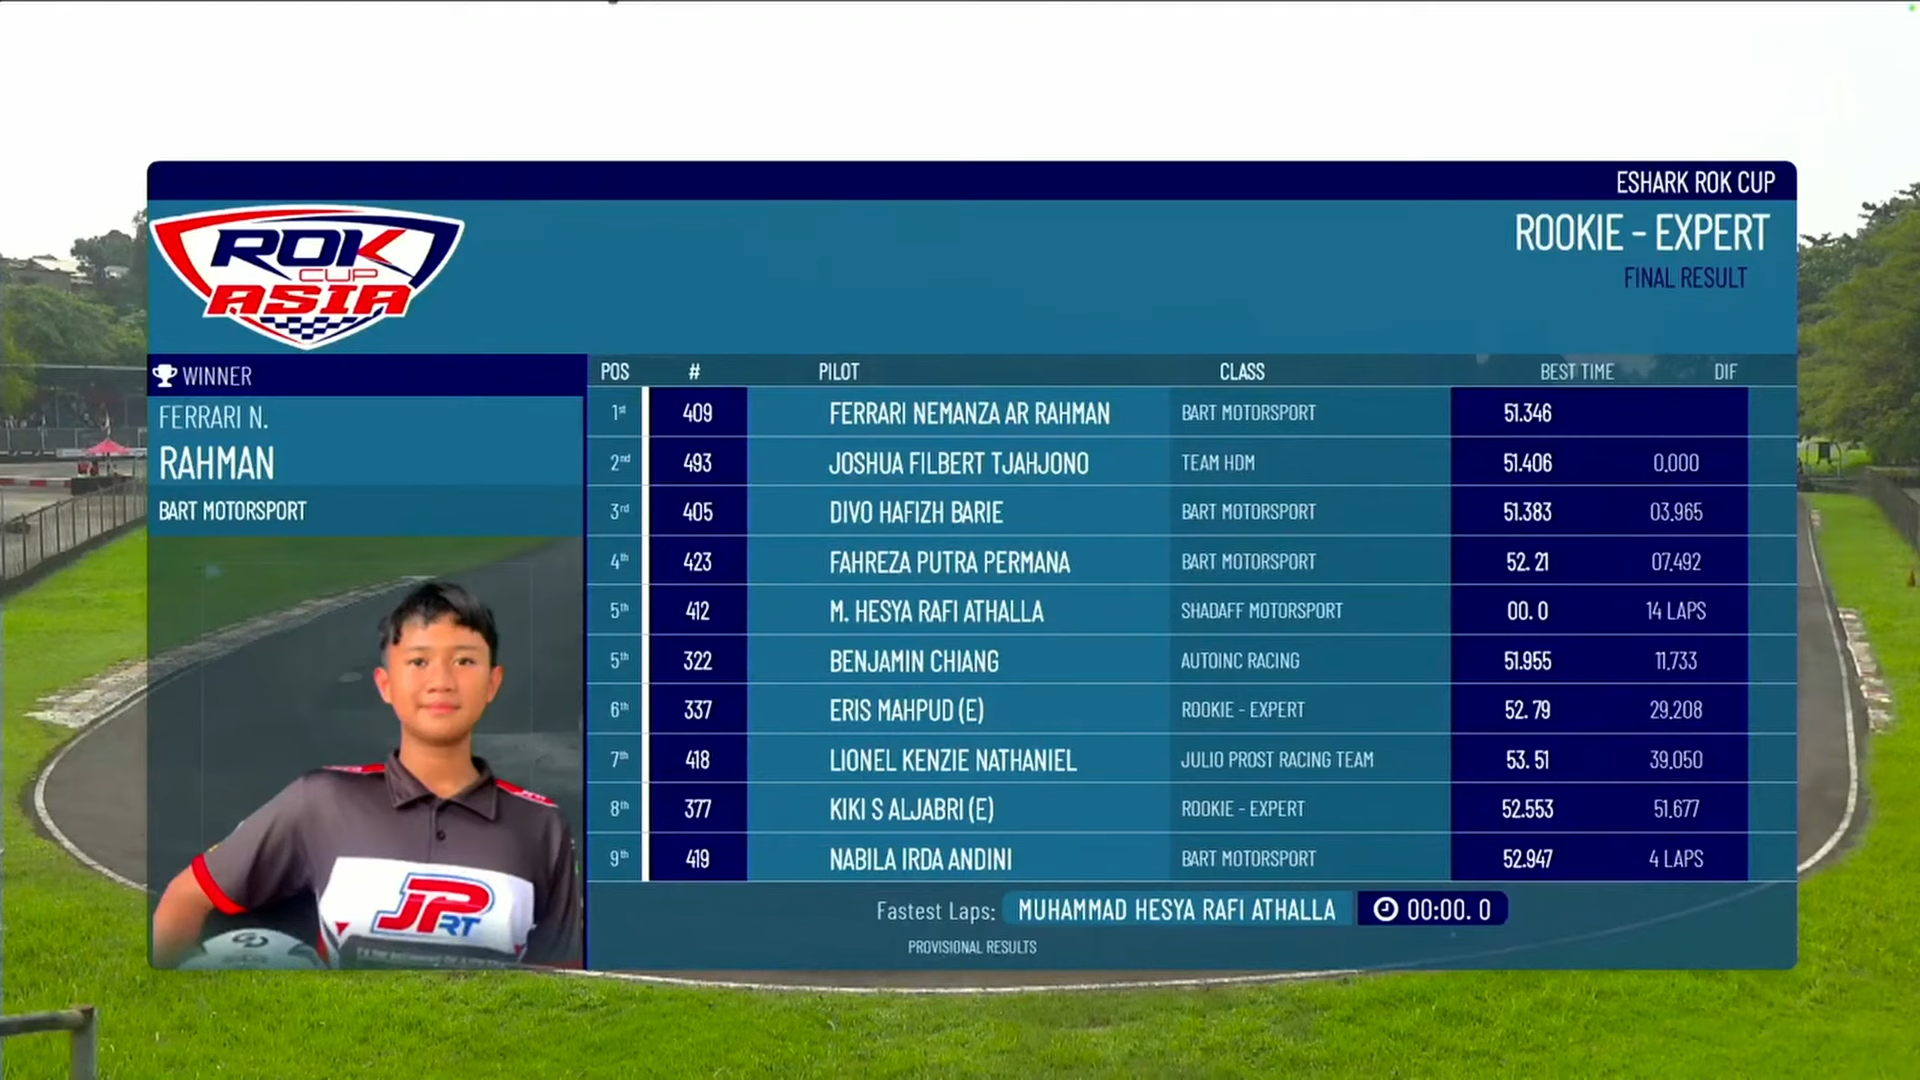 ESHARK ROK CUP
ROOKIE - EXPERT
FINAL RESULT
ROK
CUP
ASIA
WINNER
FERRARI N.
RAHMAN
BART MOTORSPORT
JP
RT
POS # PILOT CLASS BEST TIME DIF
1st 409 FERRARI NEMANZA AR RAHMAN BART MOTORSPORT 51.346
2nd 493 JOSHUA FILBERT TJAHJONO TEAM HDM 51.406 0.000
3rd 405 DIVO HAFIZH BARIE BART MOTORSPORT 51.383 03.965
4th 423 FAHREZA PUTRA PERMANA BART MOTORSPORT 52. 21 07.492
5th 412 M. HESYA RAFI ATHALLA SHADAFF MOTORSPORT 00. 0 14 LAPS
5th 322 BENJAMIN CHIANG AUTOINC RACING 51.955 11.733
6th 337 ERIS MAHPUD (E) ROOKIE - EXPERT 52. 79 29.208
7th 418 LIONEL KENZIE NATHANIEL JULIO PROST RACING TEAM 53. 51 39.050
8th 377 KIKI S ALJABRI (E) ROOKIE - EXPERT 52.553 51.677
9th 419 NABILA IRDA ANDINI BART MOTORSPORT 52.947 4 LAPS
Fastest Laps: MUHAMMAD HESYA RAFI ATHALLA 00:00. 0
PROVISIONAL RESULTS